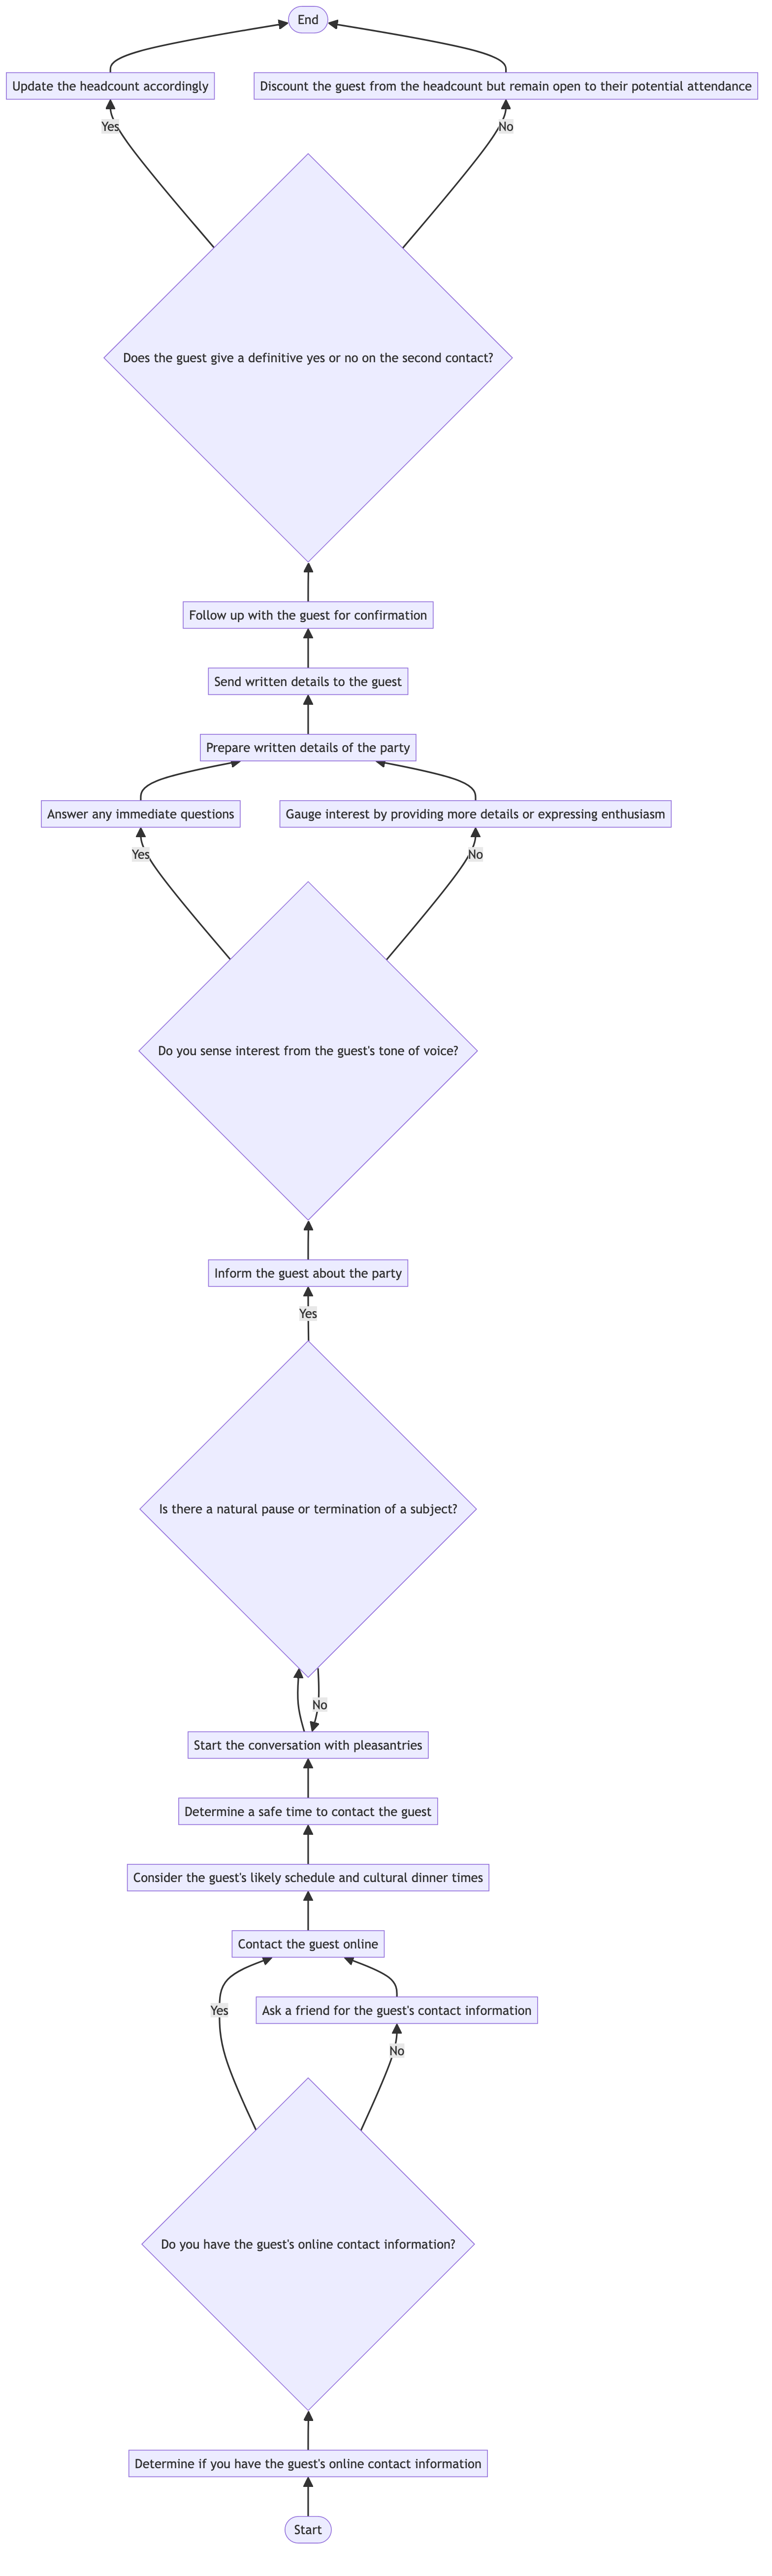 End
Update the headcount accordingly
Discount the guest from the headcount but remain open to their potential attendance
Yes
No
Does the guest give a definitive yes or no on the second contact?
Follow up with the guest for confirmation
Send written details to the guest
Prepare written details of the party
Answer any immediate questions
Gauge interest by providing more details or expressing enthusiasm
Yes
No
Do you sense interest from the guest's tone of voice?
Inform the guest about the party
Yes
Is there a natural pause or termination of a subject?
No
Start the conversation with pleasantries
Determine a safe time to contact the guest
Consider the guest's likely schedule and cultural dinner times
Contact the guest online
Yes
Ask a friend for the guest's contact information
No
Do you have the guest's online contact information?
Determine if you have the guest's online contact information
Start